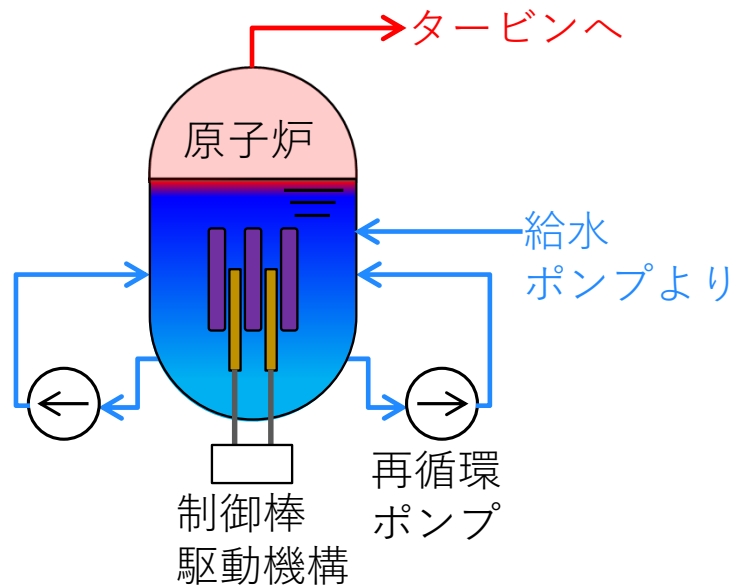 タービンへ
原子炉
給水
ポンプより
再循環
ポンプ
制御棒
駆動機構